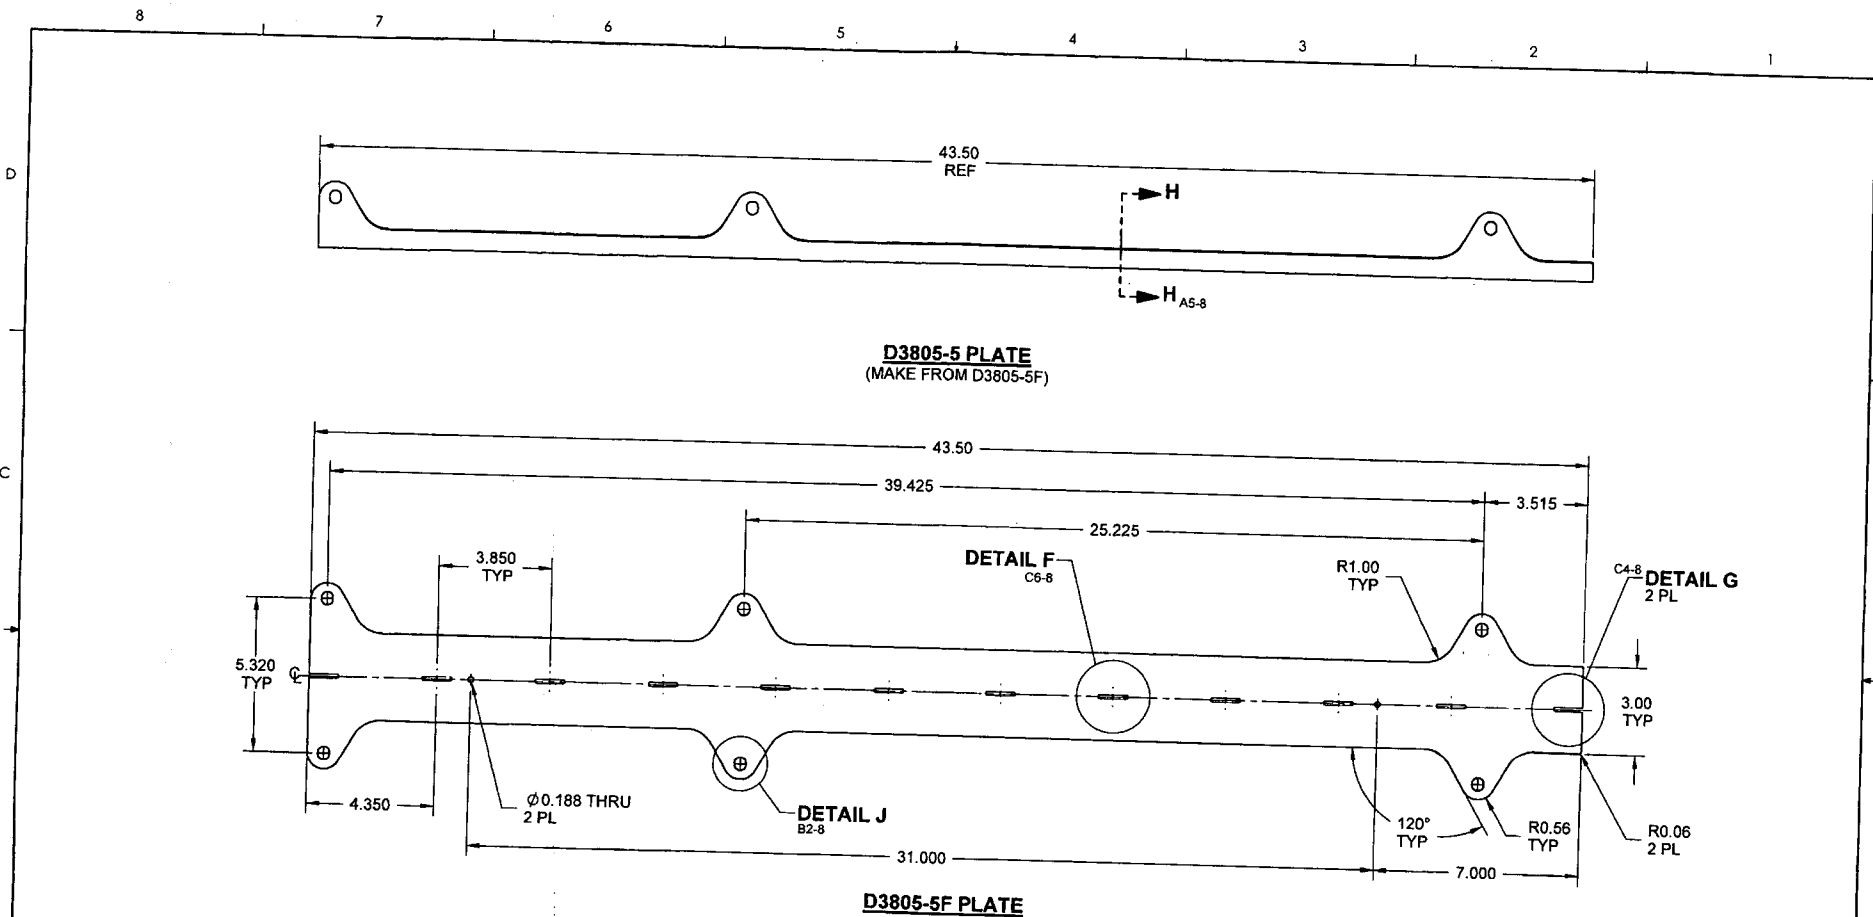 8 7 6 5 4 3 2 1
D
43.50
REF
H
H A5-8
D3805-5 PLATE
(MAKE FROM D3805-5F)
C
43.50
39.425
3.515
25.225
3.850
TYP
DETAIL F
C6-8
R1.00
TYP
C4-8 DETAIL G
2 PL
5.320
TYP
℄
3.00
TYP
4.350
Ø0.188 THRU
2 PL
DETAIL J
B2-8
120°
TYP
R0.56
TYP
R0.06
2 PL
31.000
7.000
D3805-5F PLATE